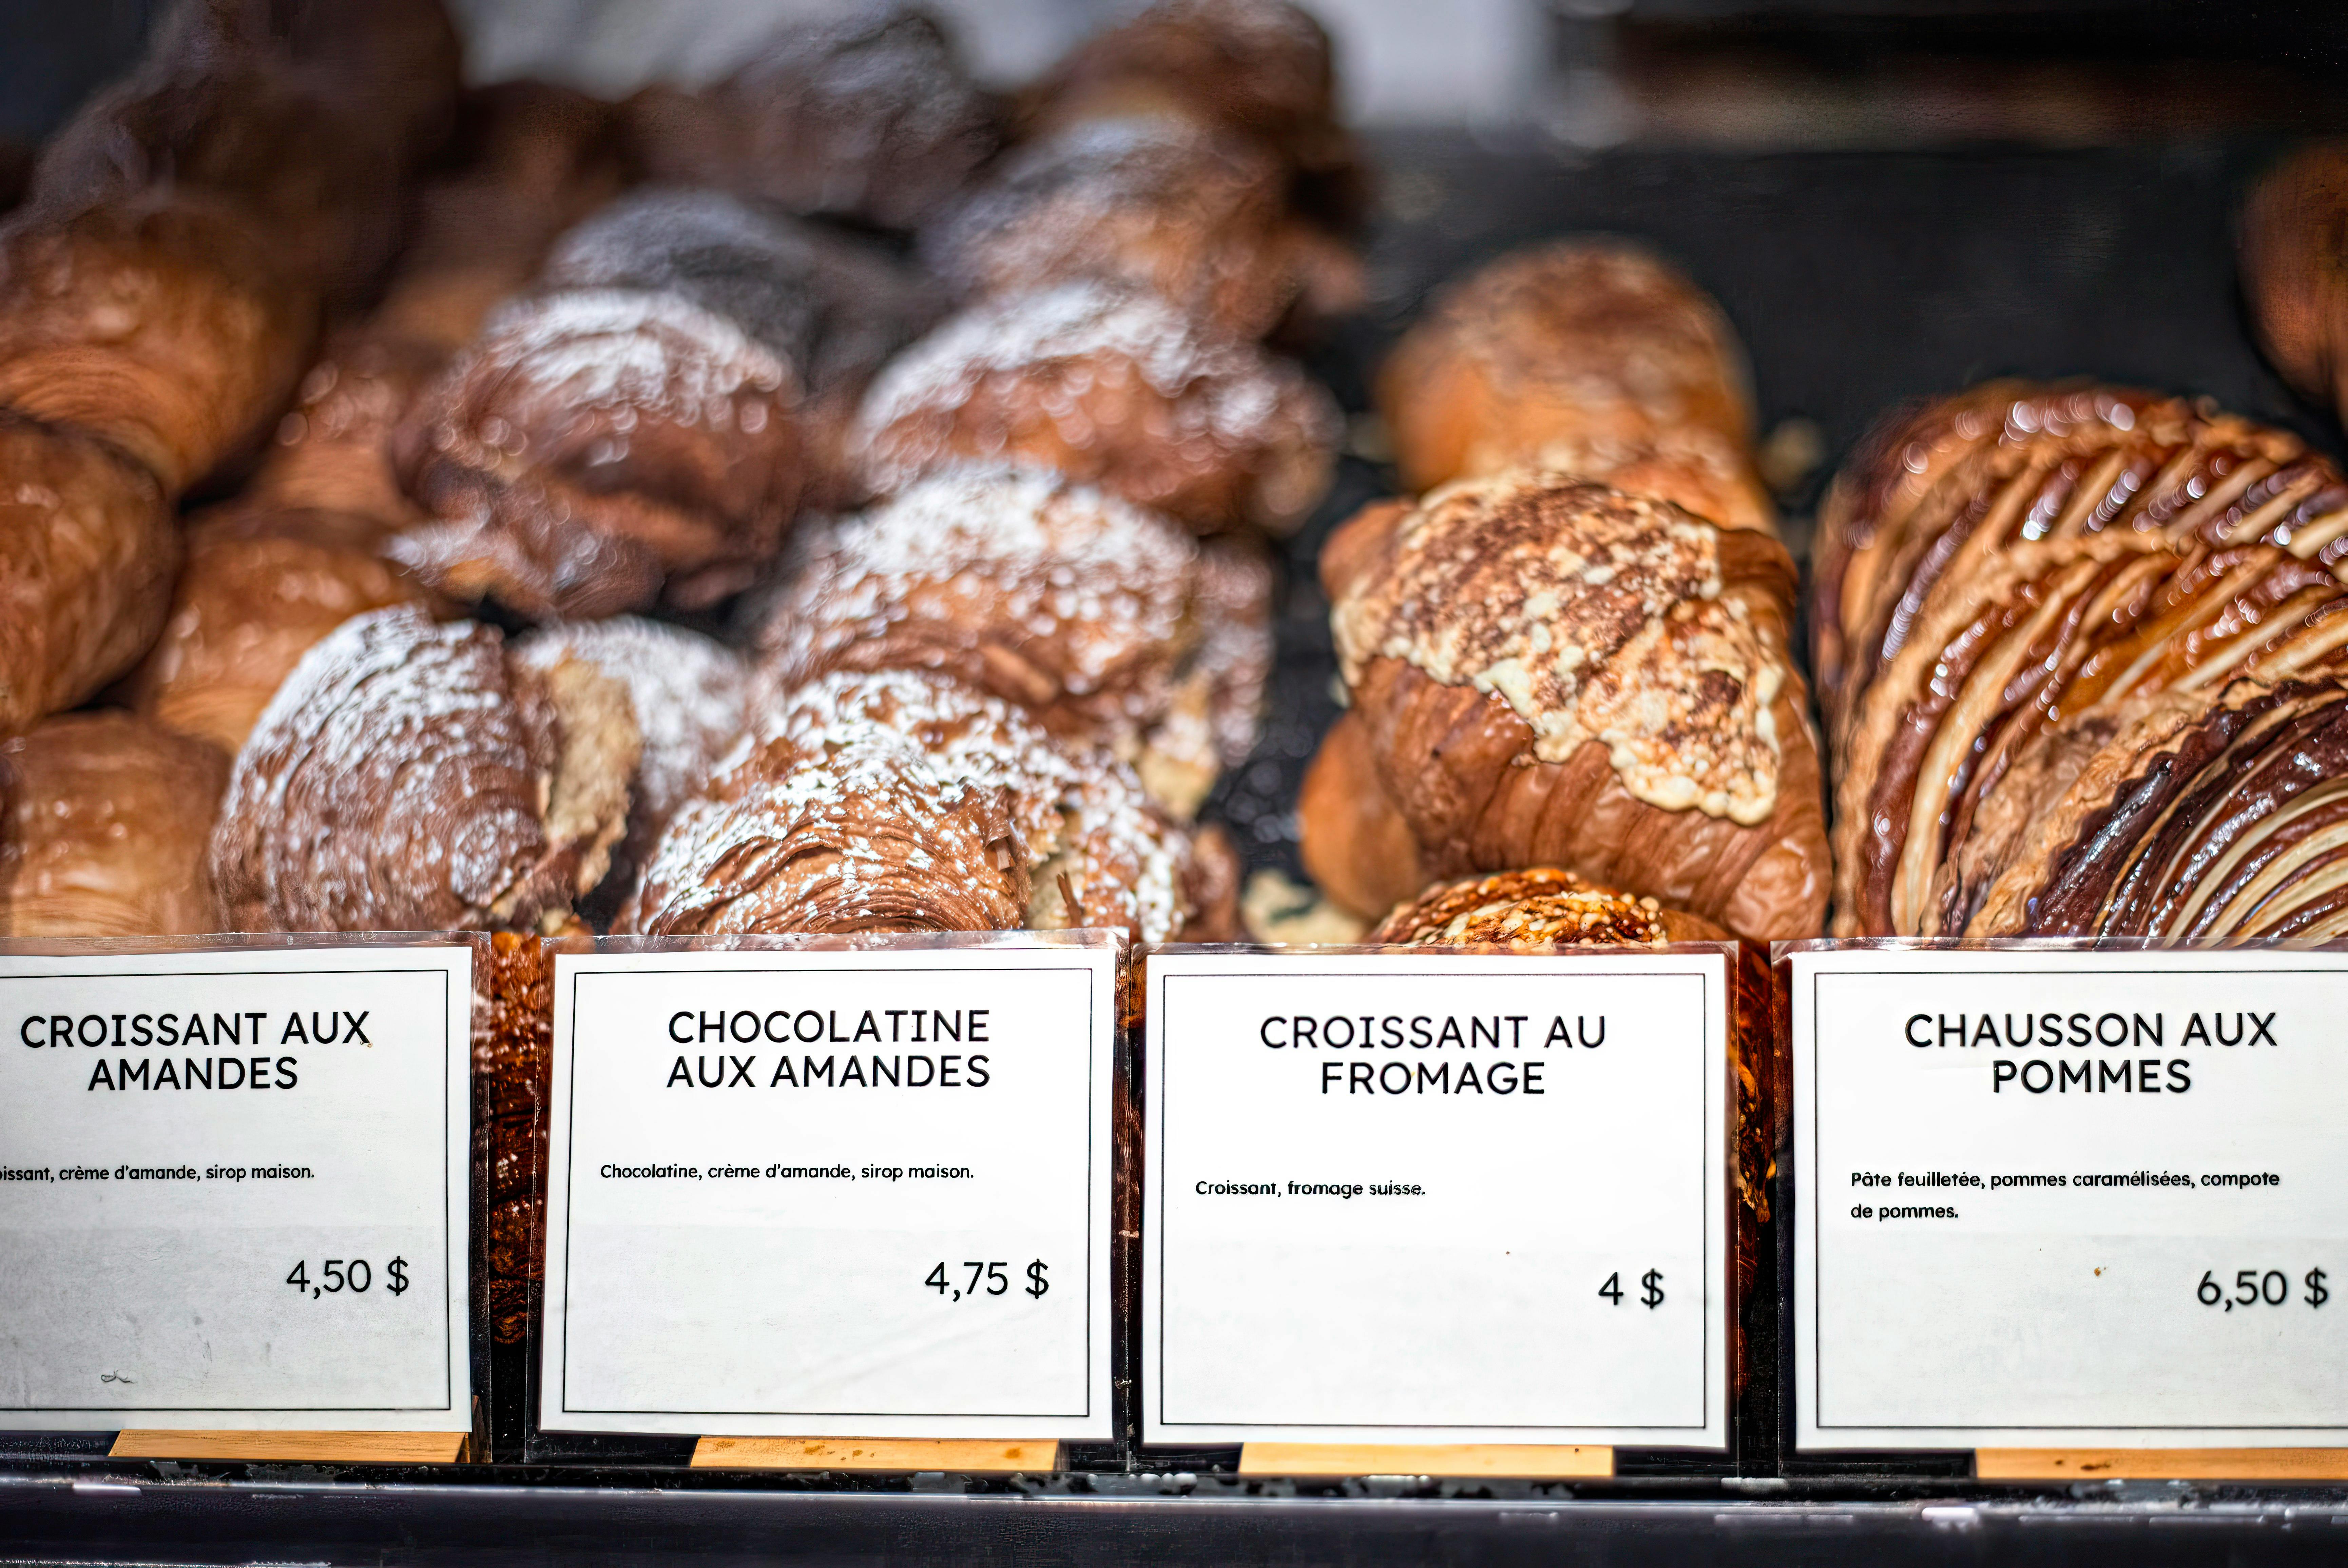 CROISSANT AUX
AMANDES
crème d'amande, sirop maison.
4,50 $
CHOCOLATINE
AUX AMANDES
Chocolatine, crème d'amande, sirop maison.
4,75 $
CROISSANT AU
FROMAGE
Croissant, fromage suisse.
4 $
CHAUSSON AUX
POMMES
Pâte feuilletée, pommes caramélisées, compote
de pommes.
6,50 $